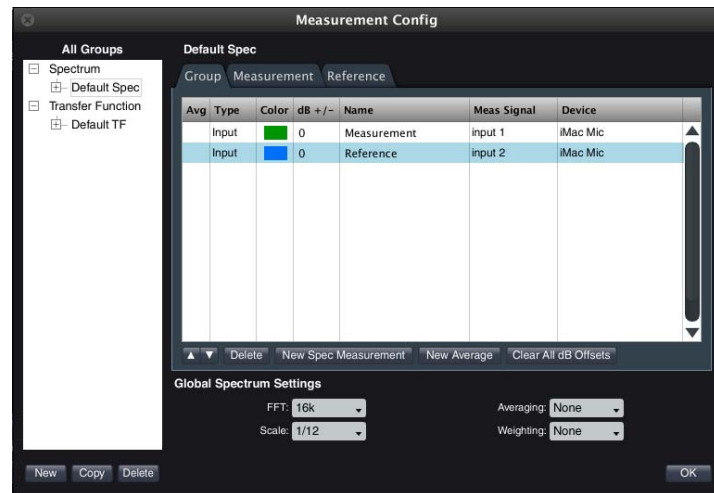 Measurement Config
All Groups
Spectrum
Default Spec
Transfer Function
Default TF
New Copy Delete
Default Spec
Group Measurement Reference
Avg Type Color dB +/- Name Meas Signal Device
Input 0 Measurement input 1 iMac Mic
Input 0 Reference input 2 iMac Mic
Delete New Spec Measurement New Average Clear All dB Offsets
Global Spectrum Settings
FFT: 16k Averaging: None
Scale: 1/12 Weighting: None
OK